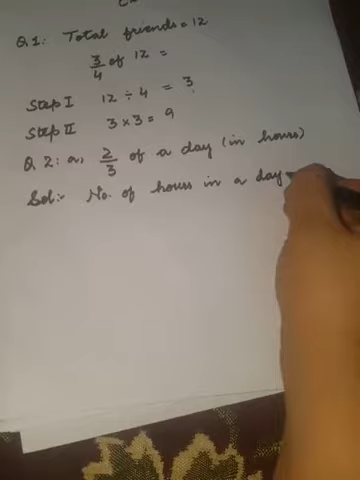 Q.1: Total friends = 12
3/4 of 12 =
Step I 12 ÷ 4 = 3
Step II 3 × 3 = 9
Q.2: a, 2/3 of a day (in hours)
Sol:- No. of hours in a day